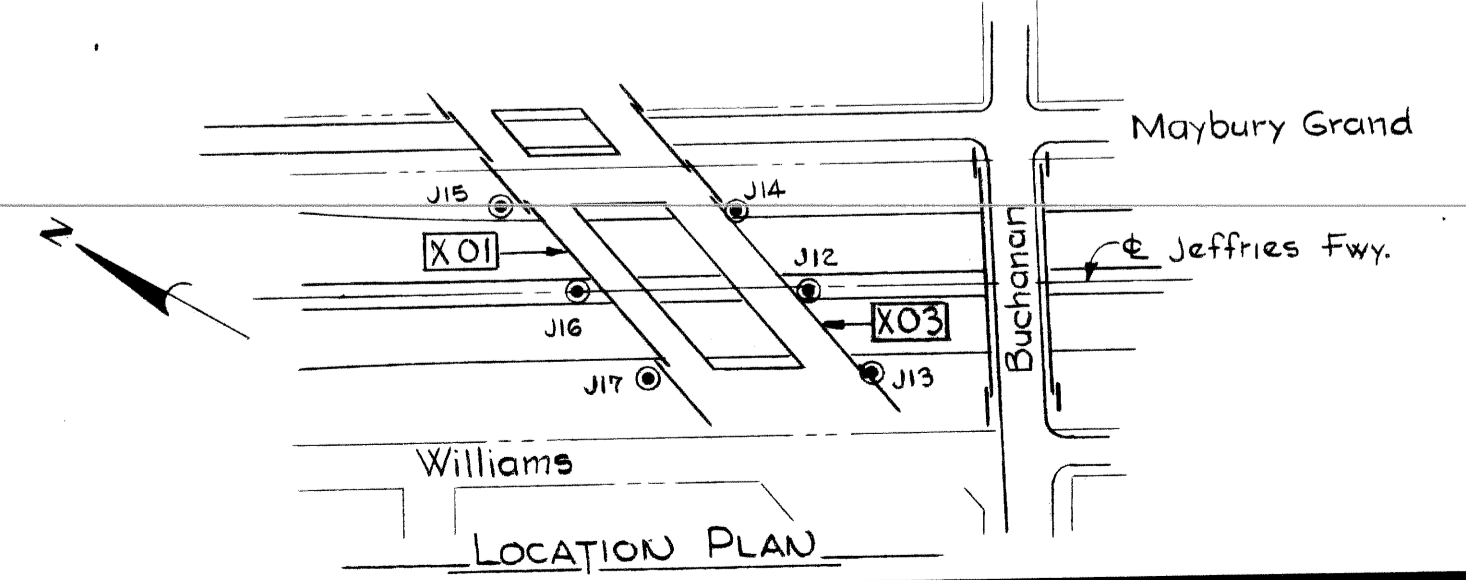 Maybury Grand
J15
J14
N
X01
℄ Jeffries Fwy.
J12
Buchanan
X03
J16
J17
J13
Williams
LOCATION PLAN